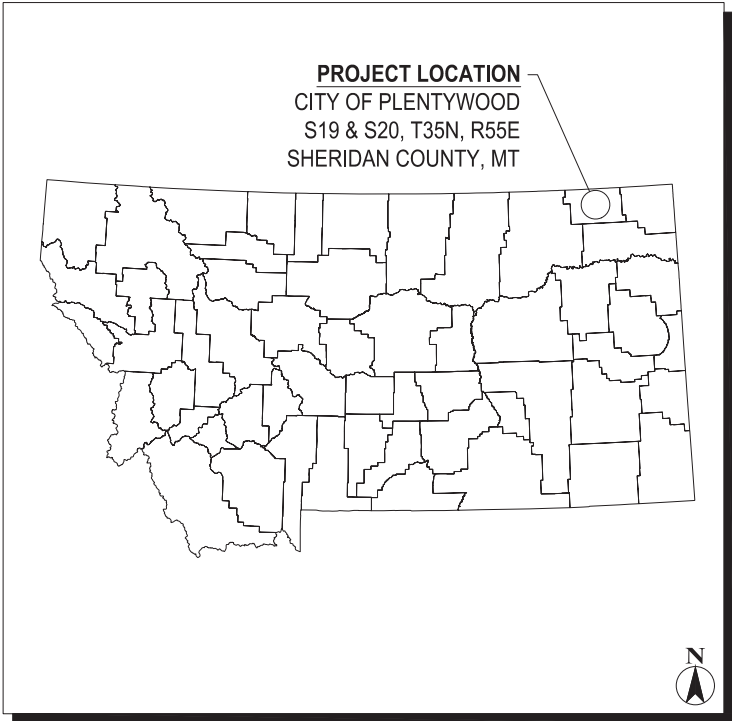 PROJECT LOCATION
CITY OF PLENTYWOOD
S19 & S20, T35N, R55E
SHERIDAN COUNTY, MT
N